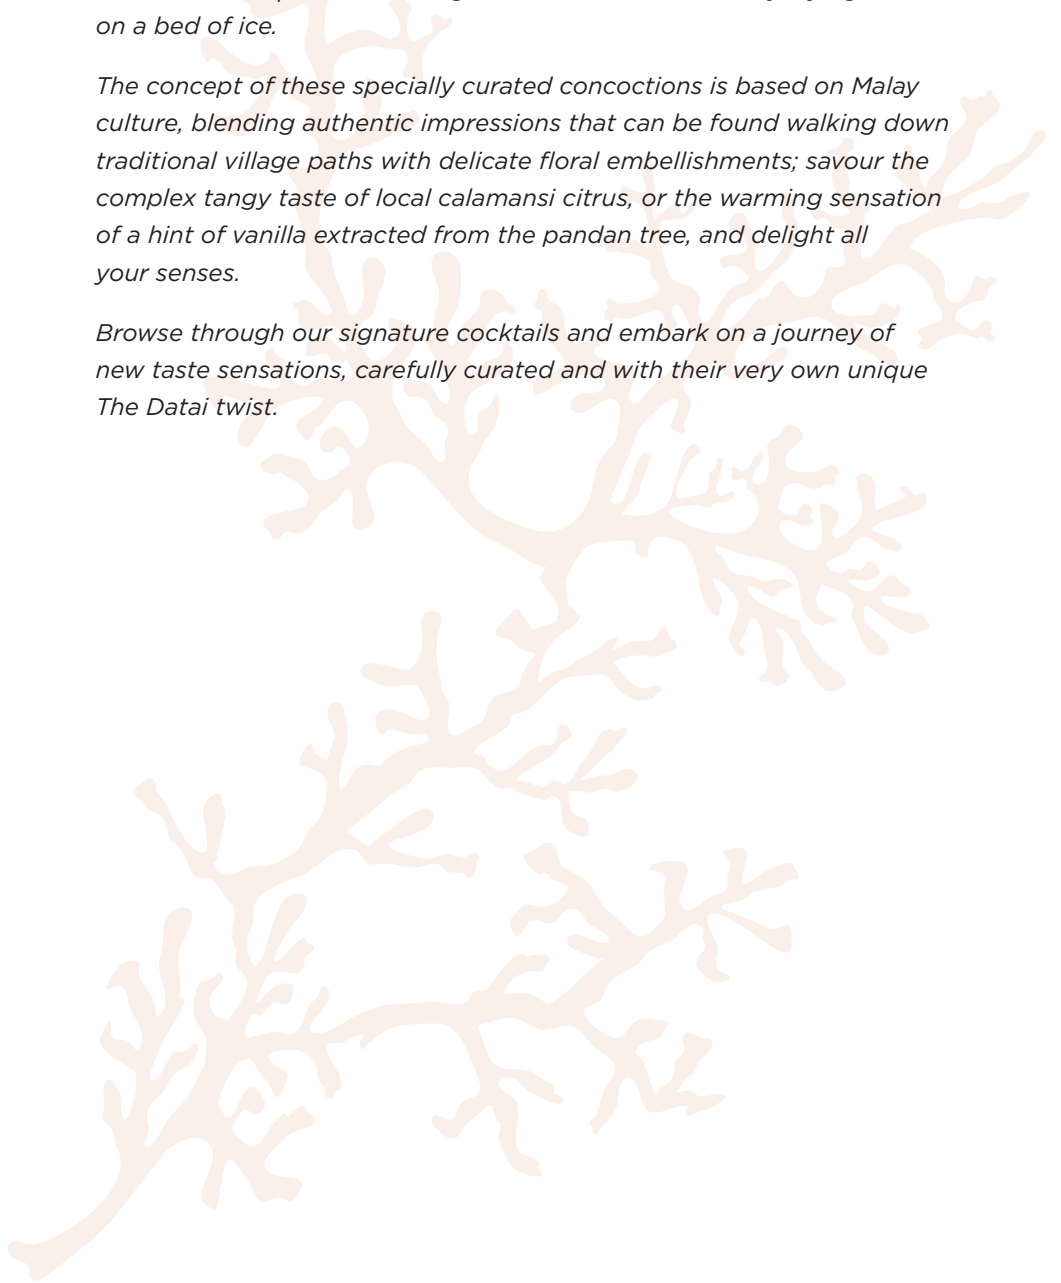 on a bed of ice.
The concept of these specially curated concoctions is based on Malay
culture, blending authentic impressions that can be found walking down
traditional village paths with delicate floral embellishments; savour the
complex tangy taste of local calamansi citrus, or the warming sensation
of a hint of vanilla extracted from the pandan tree, and delight all
your senses.
Browse through our signature cocktails and embark on a journey of
new taste sensations, carefully curated and with their very own unique
The Datai twist.